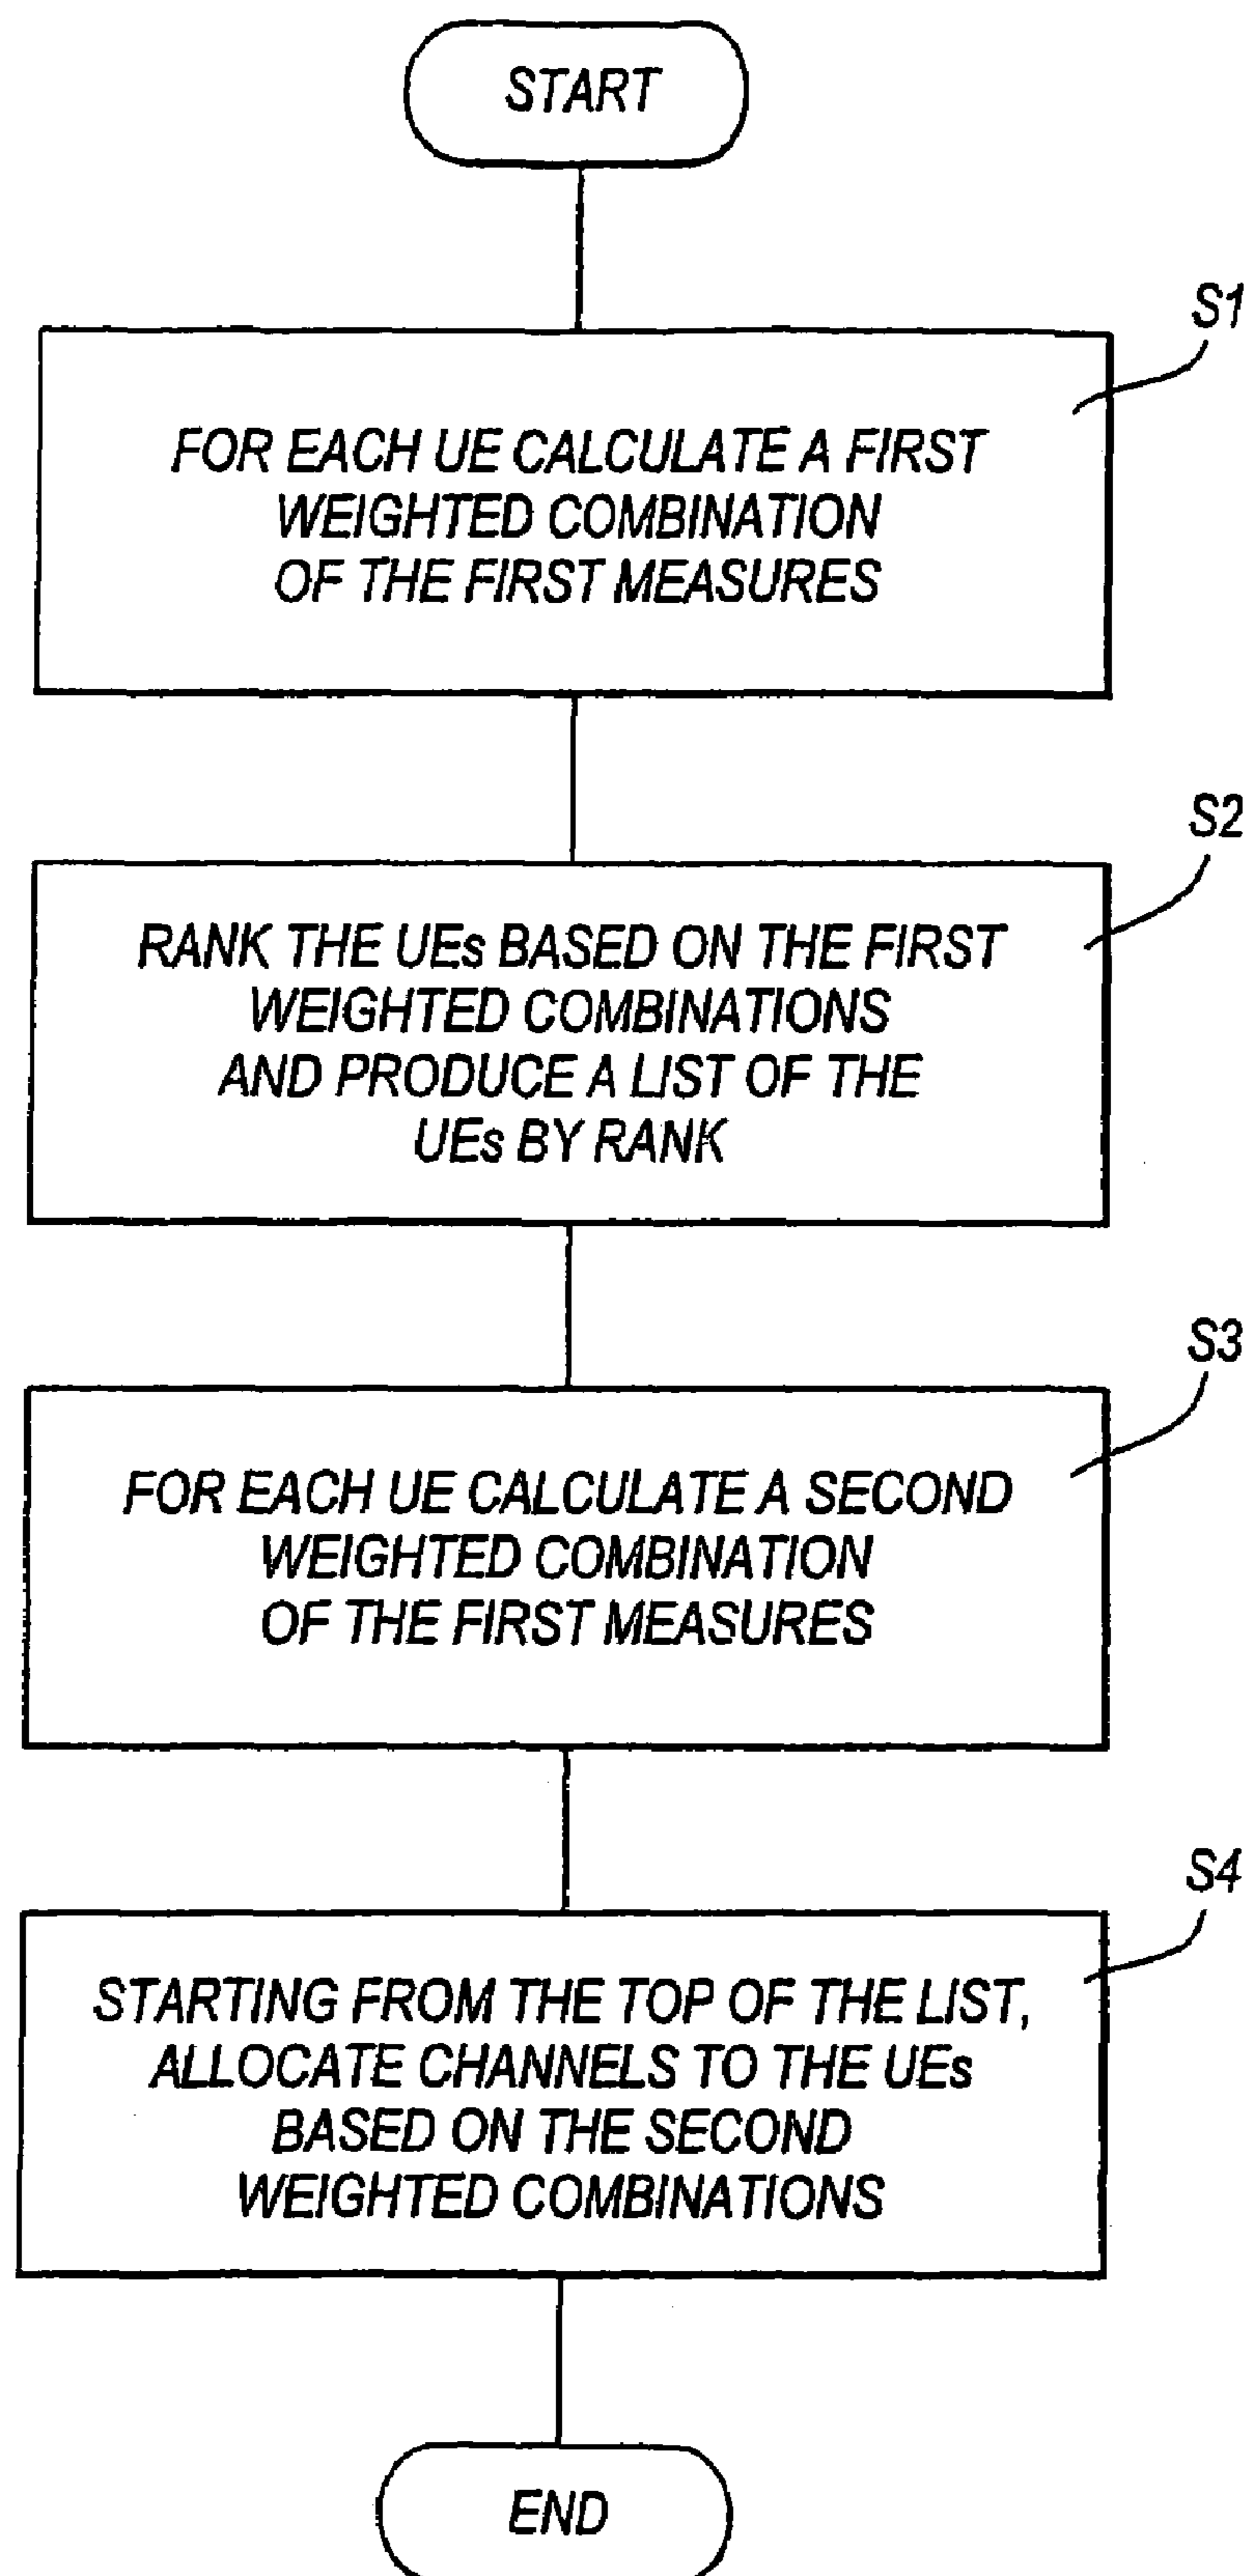 START
S1
FOR EACH UE CALCULATE A FIRST
WEIGHTED COMBINATION
OF THE FIRST MEASURES
S2
RANK THE UEs BASED ON THE FIRST
WEIGHTED COMBINATIONS
AND PRODUCE A LIST OF THE
UEs BY RANK
S3
FOR EACH UE CALCULATE A SECOND
WEIGHTED COMBINATION
OF THE FIRST MEASURES
S4
STARTING FROM THE TOP OF THE LIST,
ALLOCATE CHANNELS TO THE UEs
BASED ON THE SECOND
WEIGHTED COMBINATIONS
END